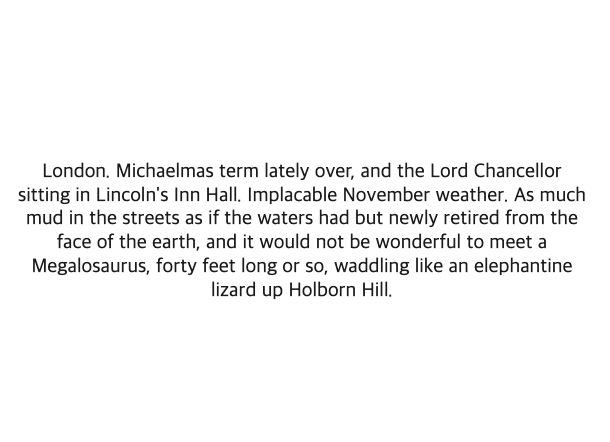 London. Michaelmas term lately over, and the Lord Chancellor
sitting in Lincoln's Inn Hall. Implacable November weather. As much
mud in the streets as if the waters had but newly retired from the
face of the earth, and it would not be wonderful to meet a
Megalosaurus, forty feet long or so, waddling like an elephantine
lizard up Holborn Hill.